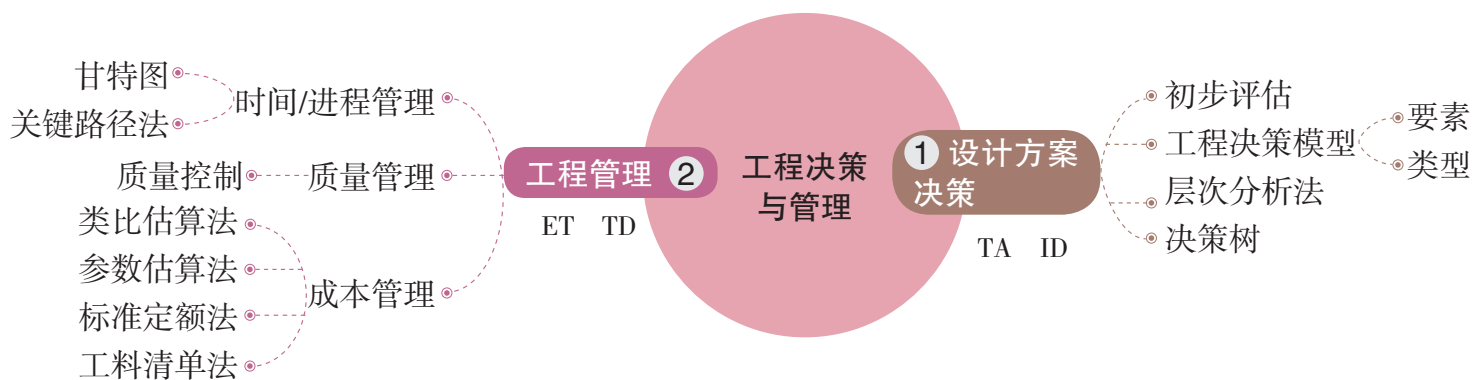 工程决策
与管理
① 设计方案
决策
TA ID
初步评估
工程决策模型
要素
类型
层次分析法
决策树
工程管理 ②
ET TD
时间/进程管理
甘特图
关键路径法
质量管理
质量控制
成本管理
类比估算法
参数估算法
标准定额法
工料清单法